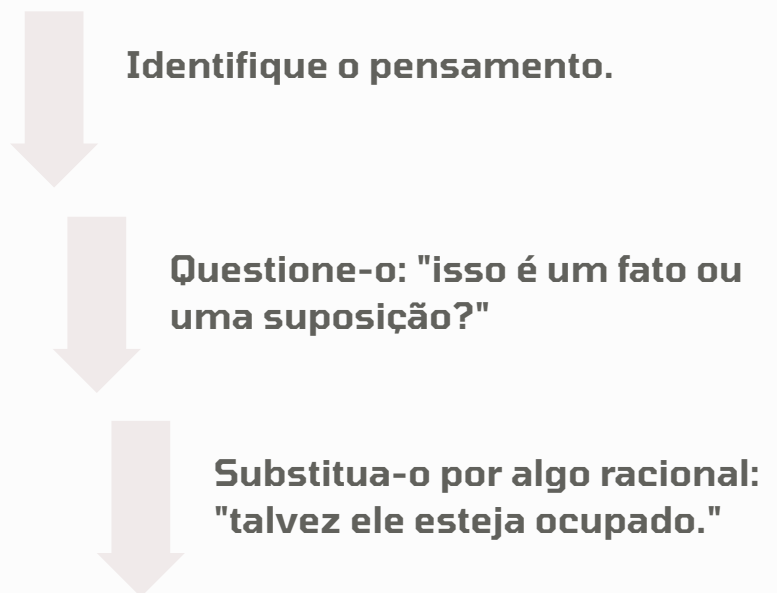 Identifique o pensamento.
Questione-o: "isso é um fato ou
uma suposição?"
Substitua-o por algo racional:
"talvez ele esteja ocupado."